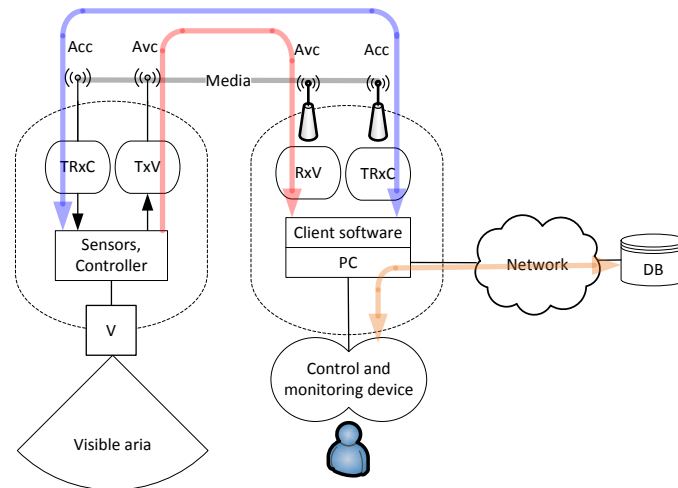 Acc
Avc
Avc
Acc
Media
TRxC
TxV
RxV
TRxC
Sensors,
Controller
Client software
PC
Network
DB
V
Control and
monitoring device
Visible aria